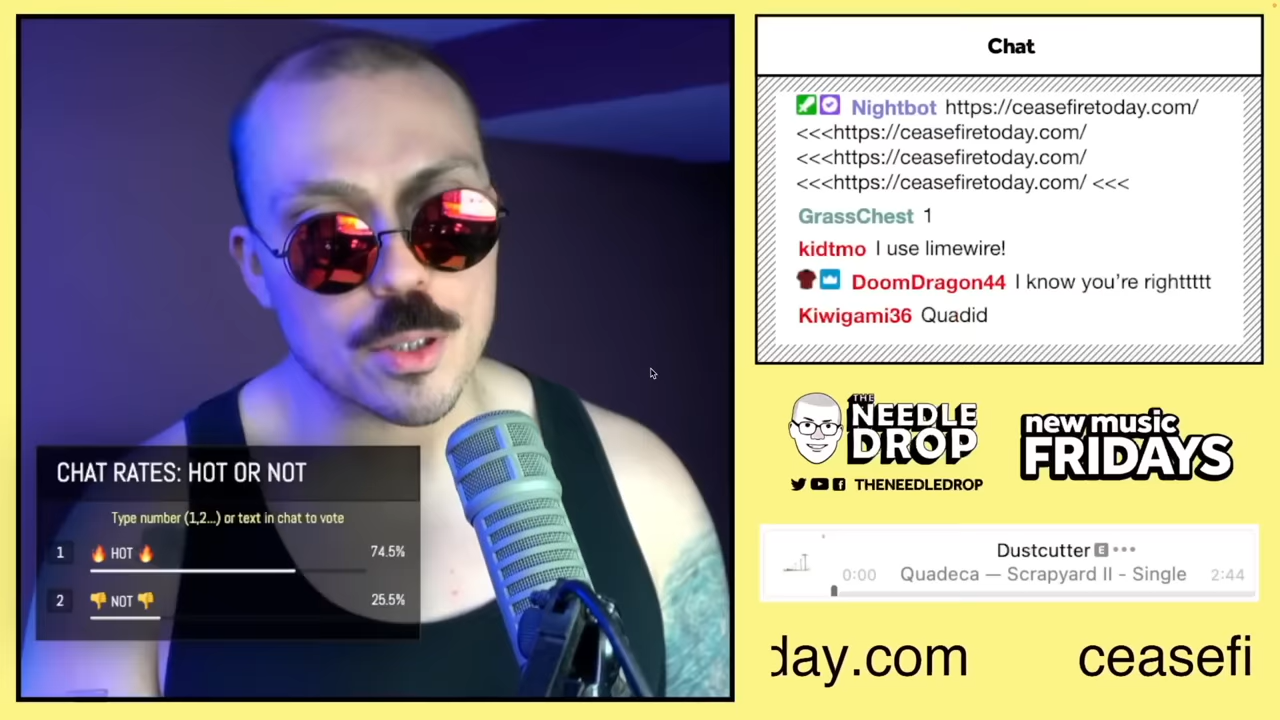 Chat
Nightbot https://ceasefiretoday.com/
<<<https://ceasefiretoday.com/
<<<https://ceasefiretoday.com/
<<<https://ceasefiretoday.com/ <<<
GrassChest 1
kidtmo I use limewire!
DoomDragon44 I know you’re righttttt
Kiwigami36 Quadid
CHAT RATES: HOT OR NOT
Type number (1,2...) or text in chat to vote
1 🔥 HOT 🔥 74.5%
2 👎 NOT 👎 25.5%
THE
NEEDLE
DROP
THENEEDLEDROP
new music
FRIDAYS
Dustcutter E •••
0:00 Quadeca — Scrapyard II - Single 2:44
day.com ceasefi